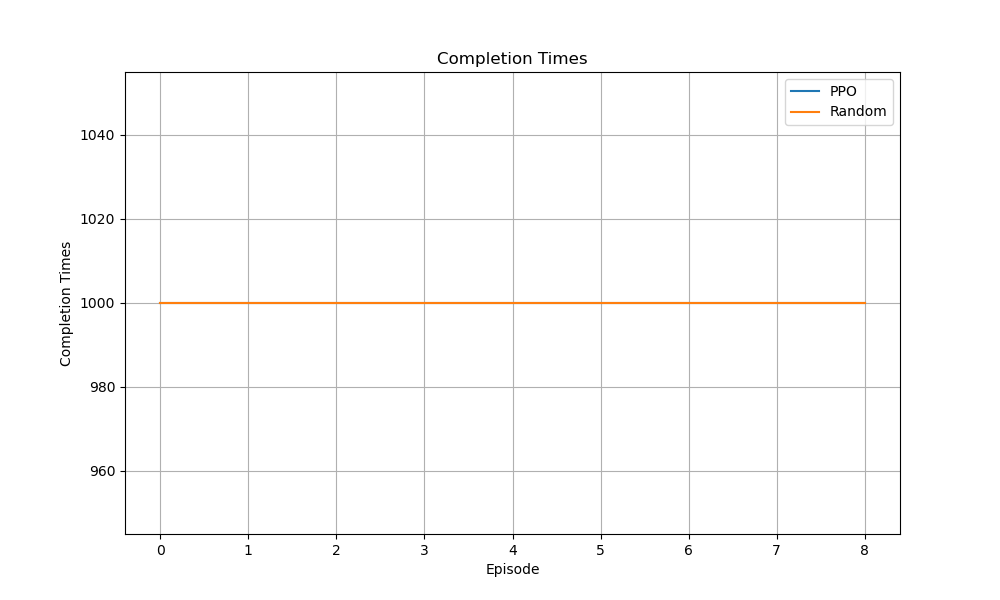 Completion Times
PPO
Random
1040
1020
1000
980
960
Completion Times
0 1 2 3 4 5 6 7 8
Episode